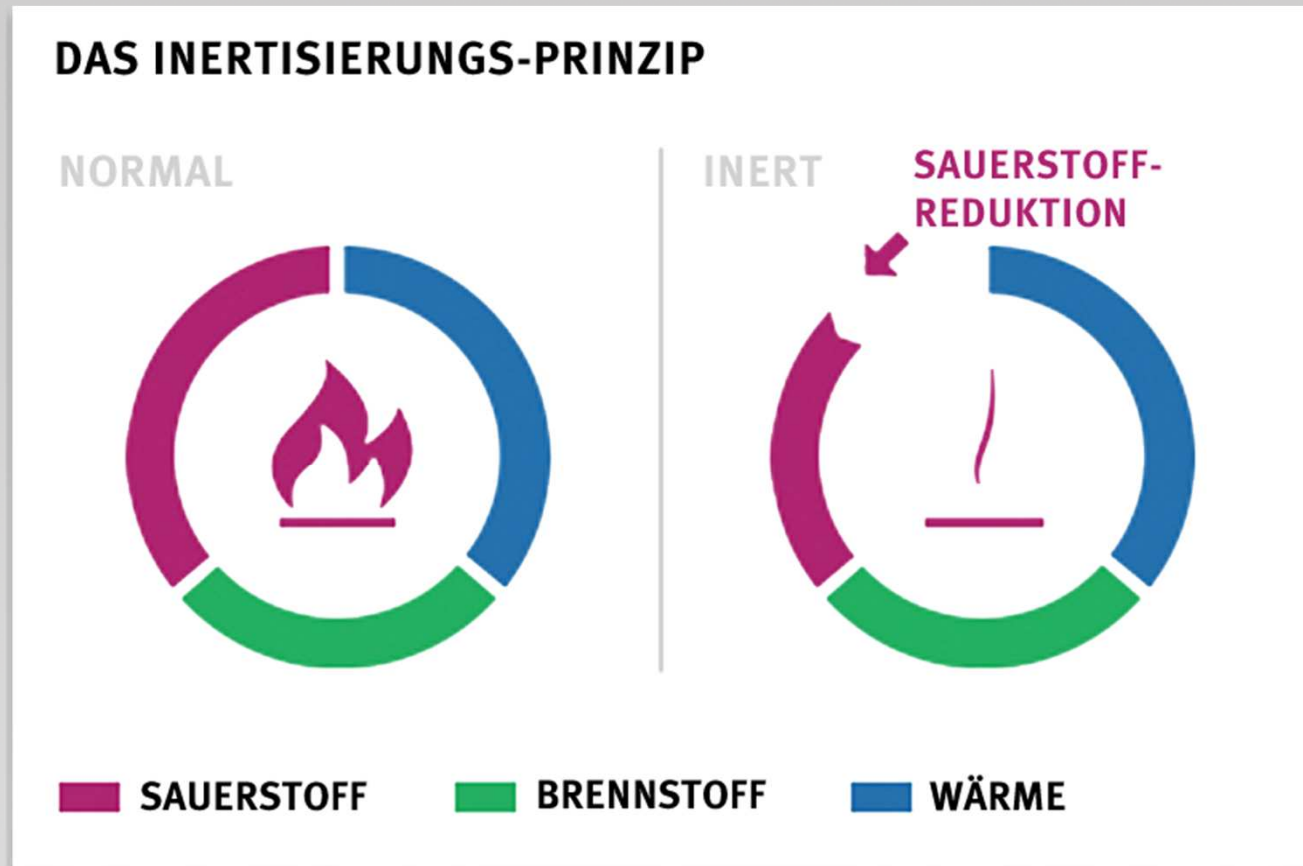 DAS INERTISIERUNGS-PRINZIP
NORMAL
INERT
SAUERSTOFF-
REDUKTION
SAUERSTOFF
BRENNSTOFF
WÄRME